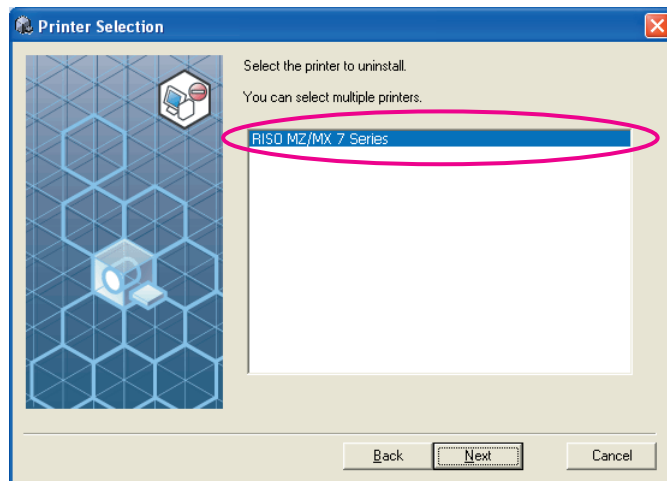 Printer Selection
Select the printer to uninstall.
You can select multiple printers.
RISO MZ/MX 7 Series
Back
Next
Cancel